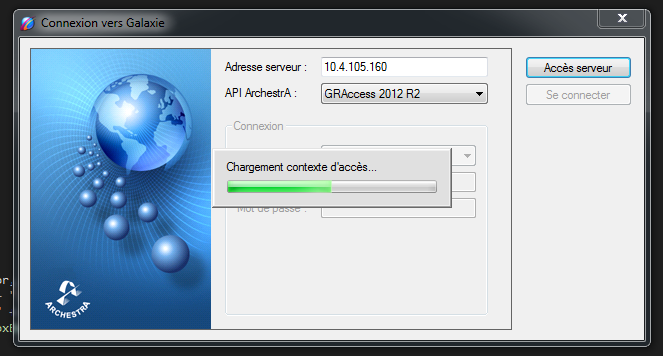 Connexion vers Galaxie
Adresse serveur :
10.4.105.160
Accès serveur
API ArchestrA :
GRAccess 2012 R2
Se connecter
Connexion
Chargement contexte d'accès...
Mot de passe :
ARCHESTRA